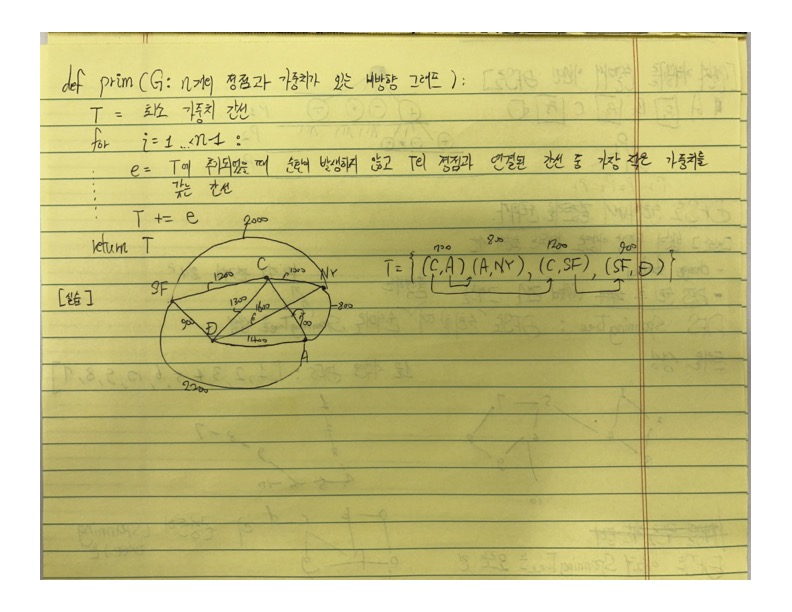 def prim(G: n개의 정점과 가중치가 있는 비방향 그래프):
T = 최소 가중치 간선
for i=1...n-1:
e = T에 추가되었을 때 순환이 발생하지 않고 T의 정점과 연결된 간선 중 가장 작은 가중치를
갖는 간선
T += e
return T
[실습]
2000
SF
1200
C
1000
NY
1300
1600
900
D
700
800
1400
A
2200
700 800 1200 900
T = { (C,A) (A,NY), (C,SF), (SF,D) }